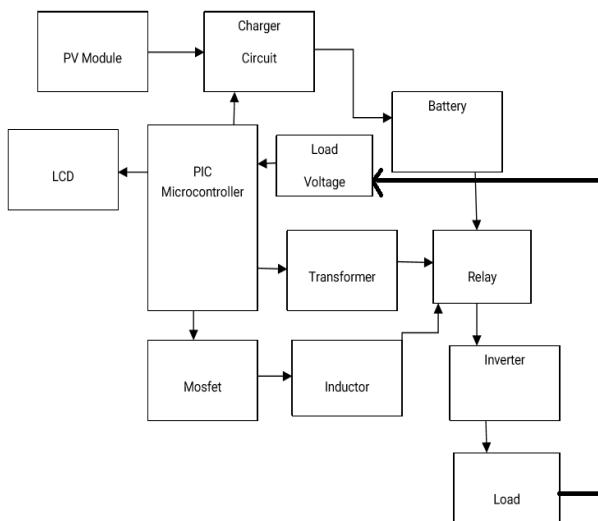 PV Module
Charger
Circuit
Battery
LCD
PIC
Microcontroller
Load
Voltage
Transformer
Relay
Mosfet
Inductor
Inverter
Load